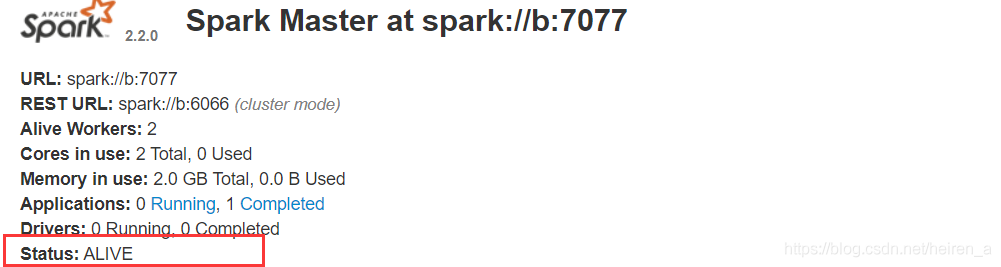 APACHE
Spark 2.2.0 Spark Master at spark://b:7077
URL: spark://b:7077
REST URL: spark://b:6066 (cluster mode)
Alive Workers: 2
Cores in use: 2 Total, 0 Used
Memory in use: 2.0 GB Total, 0.0 B Used
Applications: 0 Running, 1 Completed
Drivers: 0 Running, 0 Completed
Status: ALIVE
https://blog.csdn.net/heiren_a